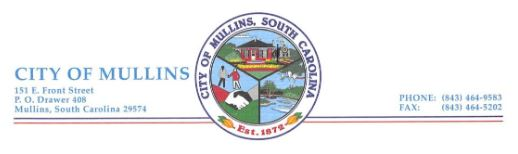 CITY OF MULLINS, SOUTH CAROLINA
CITY OF MULLINS
151 E. Front Street
P. O. Drawer 408
Mullins, South Carolina 29574
Est. 1872
PHONE: (843) 464-9583
FAX: (843) 464-5202